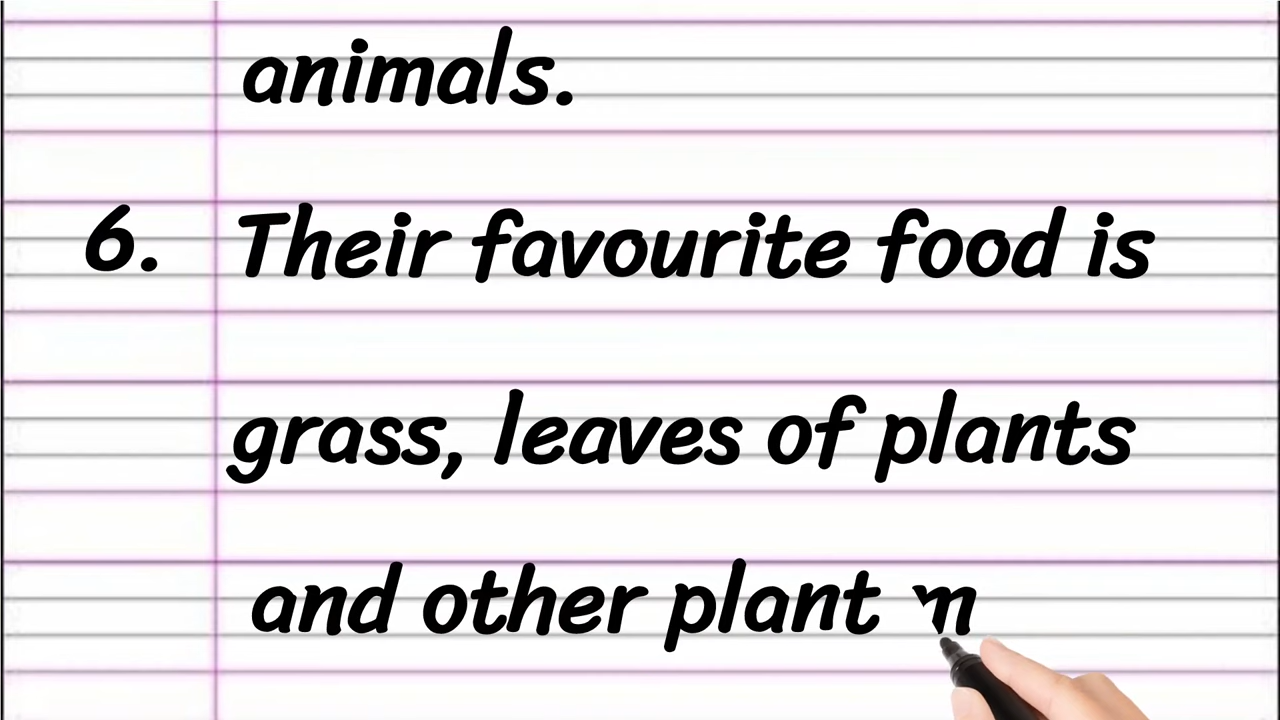 animals.
6. Their favourite food is
grass, leaves of plants
and other plant